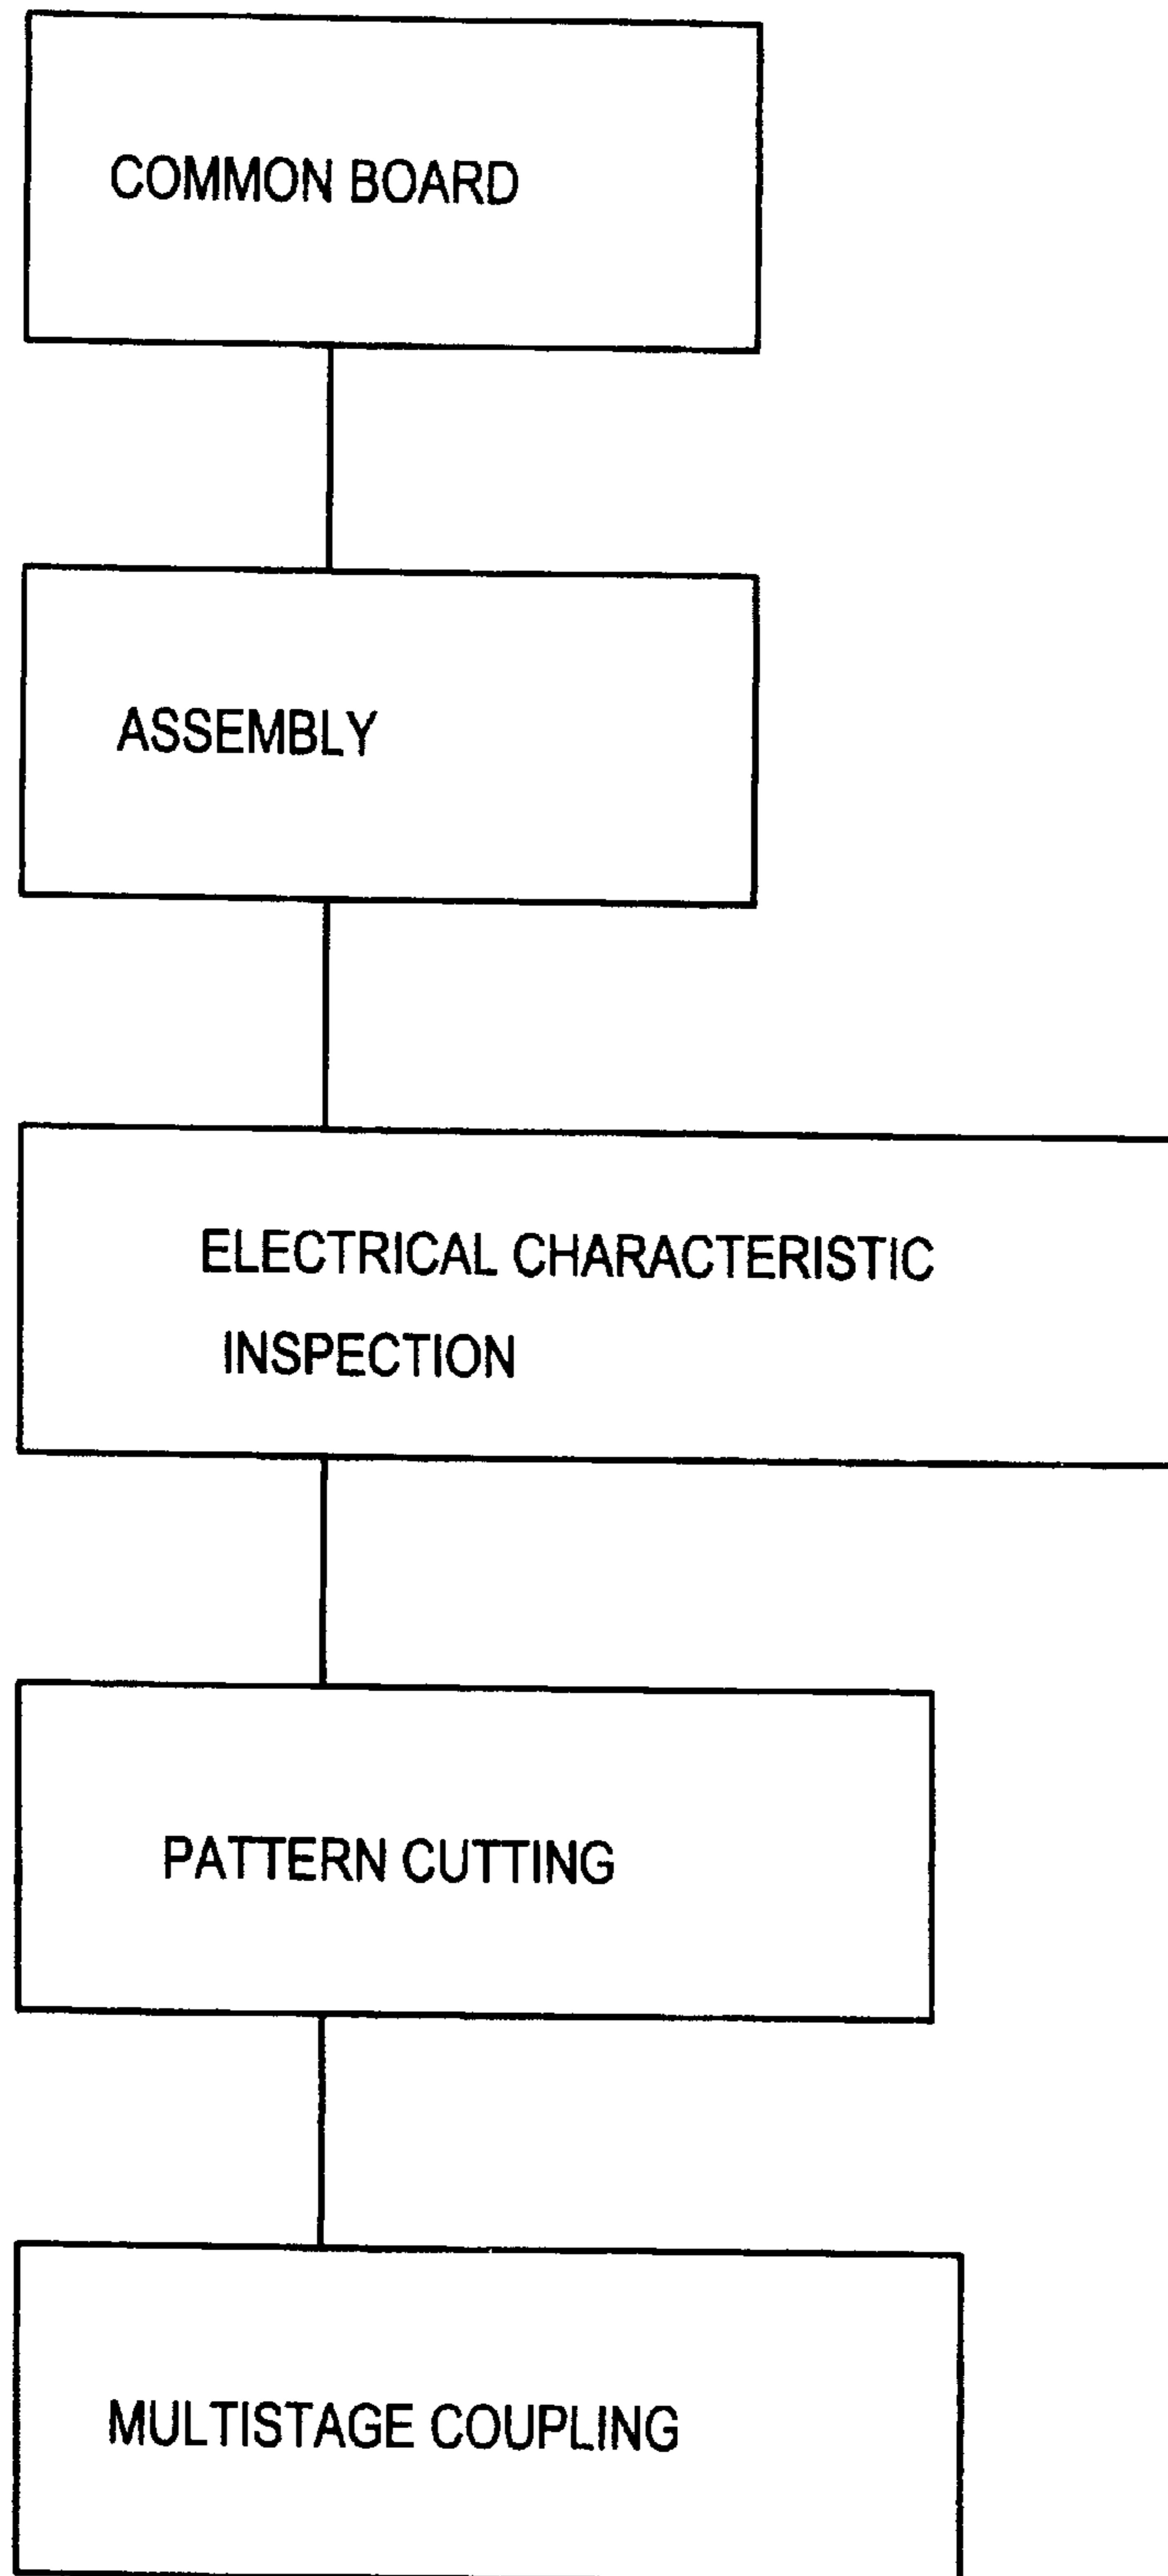 COMMON BOARD
ASSEMBLY
ELECTRICAL CHARACTERISTIC
INSPECTION
PATTERN CUTTING
MULTISTAGE COUPLING